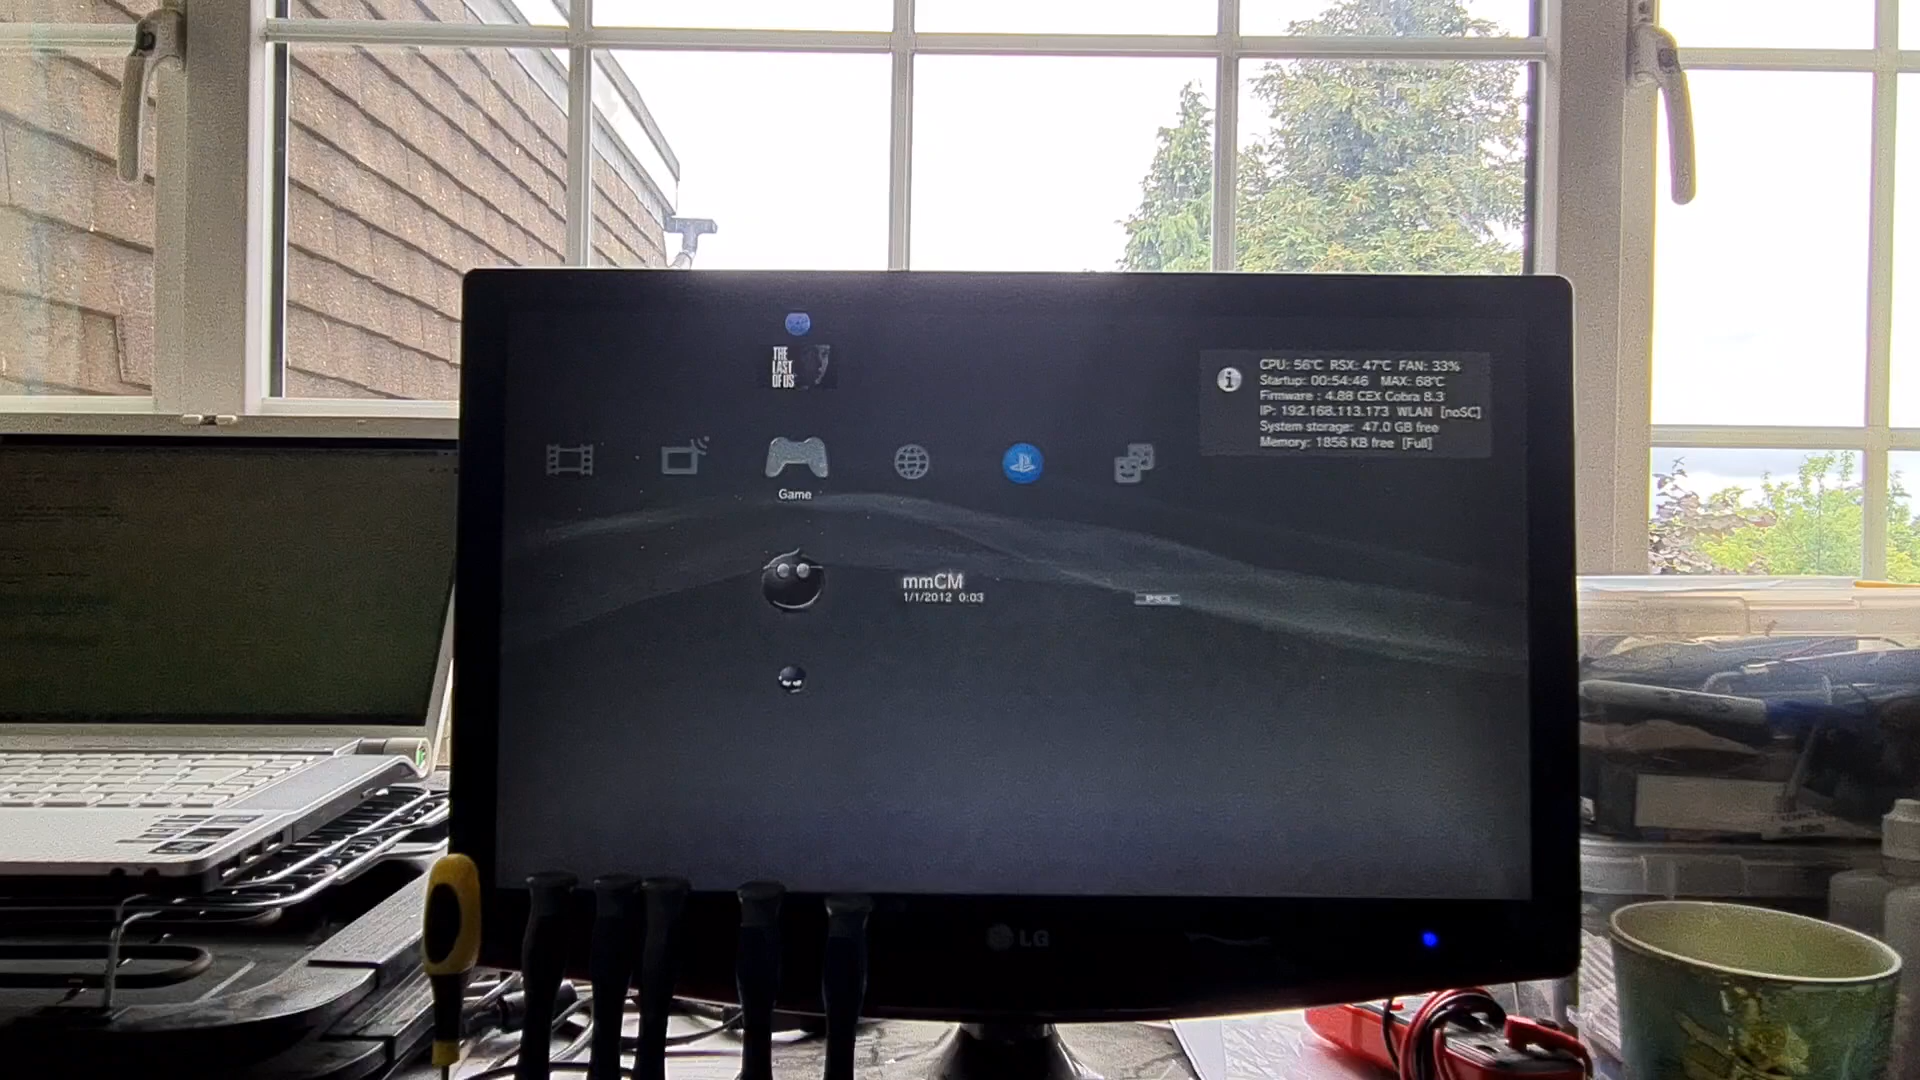 THE
LAST
OF US
CPU: 56°C RSX: 47°C FAN: 33%
Startup: 00:54:46 MAX: 68°C
Firmware : 4.88 CEX Cobra 8.3
IP: 192.168.113.173 WLAN [noSC]
System storage: 47.0 GB free
Memory: 1856 KB free [Full]
Game
mmCM
1/1/2012 0:03
PS3
LG